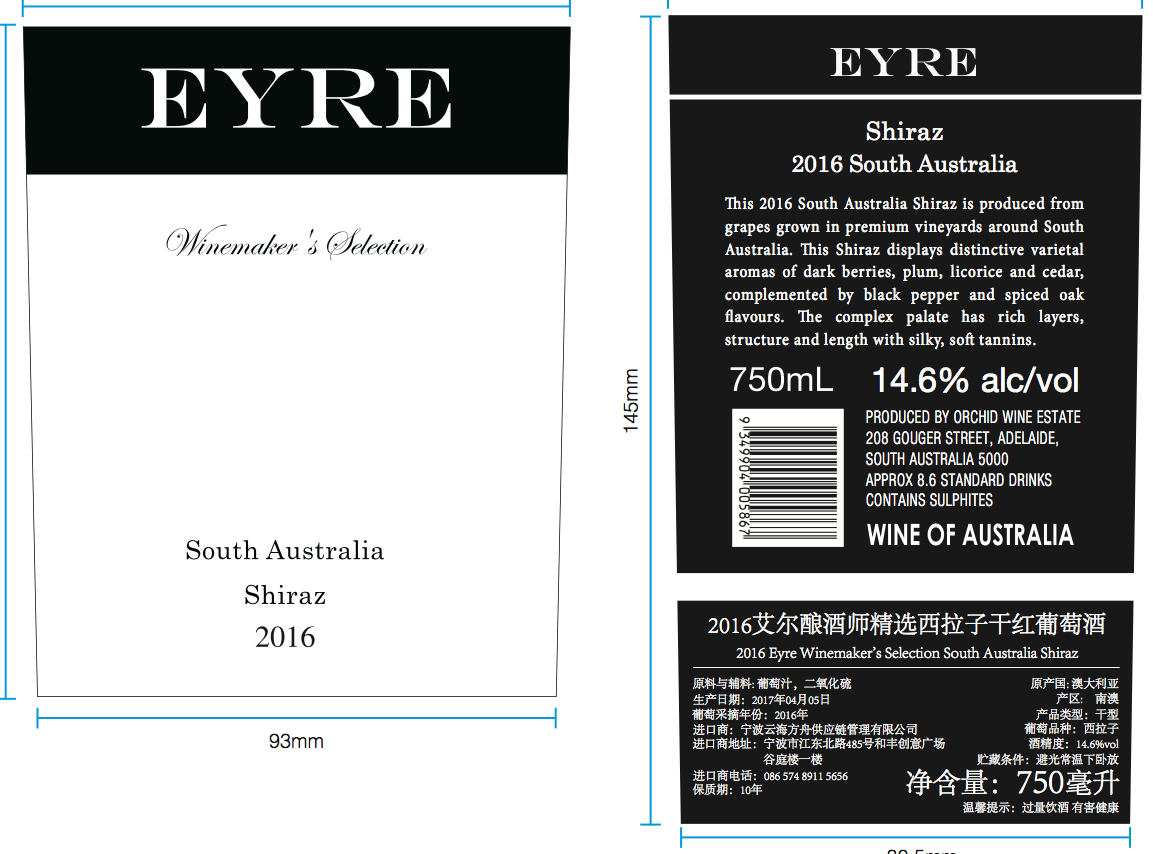 EYRE
Winemaker 's Selection
South Australia
Shiraz
2016
93mm
145mm
EYRE
Shiraz
2016 South Australia
This 2016 South Australia Shiraz is produced from
grapes grown in premium vineyards around South
Australia. This Shiraz displays distinctive varietal
aromas of dark berries, plum, licorice and cedar,
complemented by black pepper and spiced oak
flavours. The complex palate has rich layers,
structure and length with silky, soft tannins.
750mL 14.6% alc/vol
9 349904 005867
PRODUCED BY ORCHID WINE ESTATE
208 GOUGER STREET, ADELAIDE,
SOUTH AUSTRALIA 5000
APPROX 8.6 STANDARD DRINKS
CONTAINS SULPHITES
WINE OF AUSTRALIA
2016艾尔酿酒师精选西拉子干红葡萄酒
2016 Eyre Winemaker's Selection South Australia Shiraz
原料与辅料: 葡萄汁，二氧化硫
生产日期：2017年04月05日
葡萄采摘年份：2016年
进口商：宁波云海方舟供应链管理有限公司
进口商地址：宁波市江东北路485号和丰创意广场
谷庭楼一楼
进口商电话：086 574 8911 5656
保质期：10年
原产国: 澳大利亚
产区： 南澳
产品类型：干型
葡萄品种：西拉子
酒精度：14.6%vol
贮藏条件：避光常温下卧放
净含量：750毫升
温馨提示：过量饮酒 有害健康